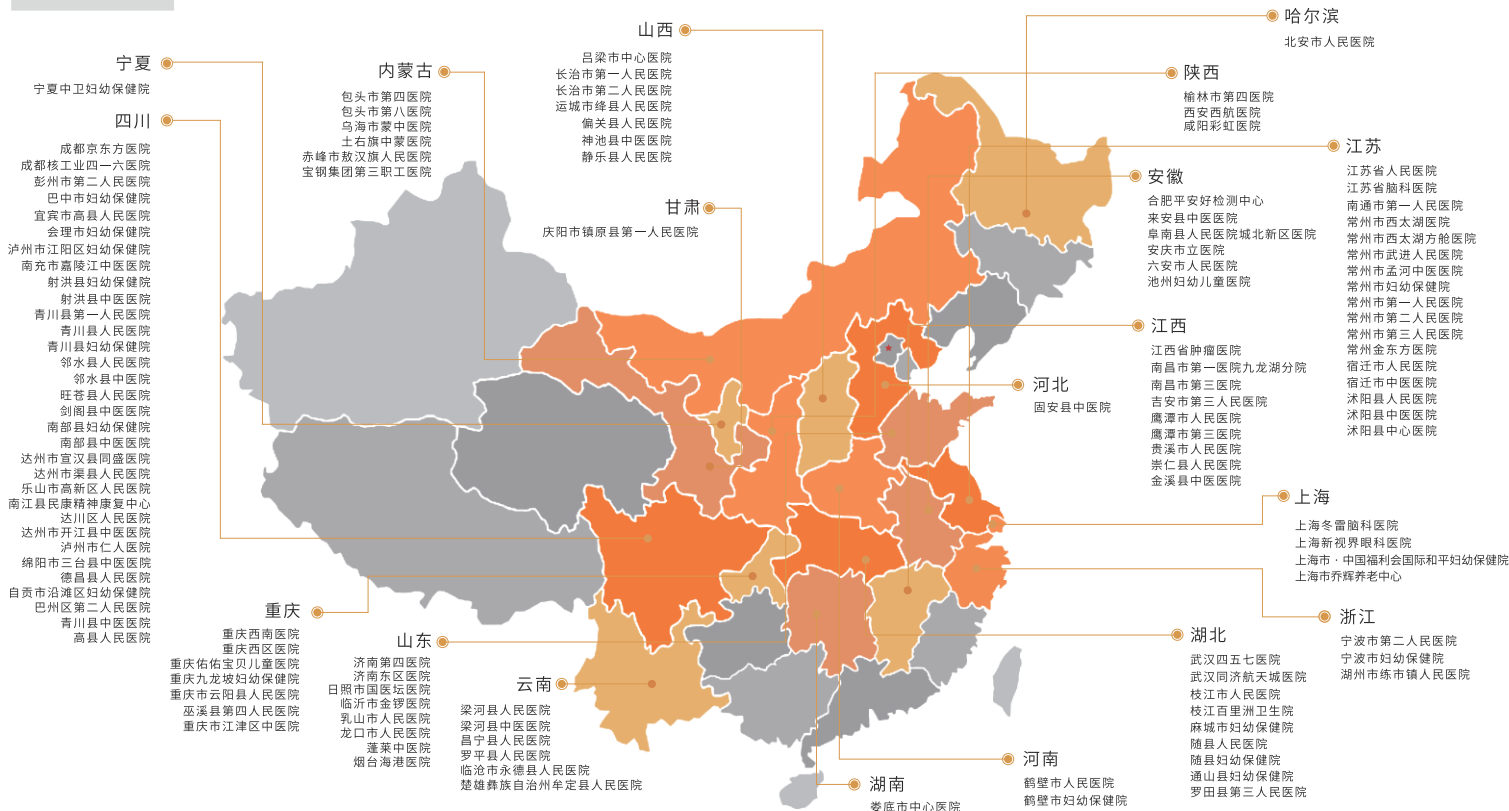 宁夏
宁夏中卫妇幼保健院
四川
成都京东方医院
成都核工业四一六医院
彭州市第二人民医院
巴中市妇幼保健院
宜宾市高县人民医院
会理市妇幼保健院
泸州市江阳区妇幼保健院
南充市嘉陵江中医医院
射洪县妇幼保健院
射洪县中医医院
青川县第一人民医院
青川县人民医院
青川县妇幼保健院
邻水县人民医院
邻水县中医院
旺苍县人民医院
剑阁县中医医院
南部县妇幼保健院
南部县中医医院
达州市宣汉县同盛医院
达州市渠县人民医院
乐山市高新区人民医院
南江县民康精神康复中心
达川区人民医院
达州市开江县中医医院
泸州市仁人医院
绵阳市三台县中医医院
德昌县人民医院
自贡市沿滩区妇幼保健院
巴州区第二人民医院
青川县中医医院
高县人民医院
内蒙古
包头市第四医院
包头市第八医院
乌海市蒙中医院
土右旗中蒙医院
赤峰市敖汉旗人民医院
宝钢集团第三职工医院
山西
吕梁市中心医院
长治市第一人民医院
长治市第二人民医院
运城市绛县人民医院
偏关县人民医院
神池县中医医院
静乐县人民医院
甘肃
庆阳市镇原县第一人民医院
哈尔滨
北安市人民医院
陕西
榆林市第四医院
西安西航医院
咸阳彩虹医院
江苏
江苏省人民医院
江苏省脑科医院
南通市第一人民医院
常州市西太湖医院
常州市西太湖方舱医院
常州市武进人民医院
常州市孟河中医医院
常州市妇幼保健院
常州市第一人民医院
常州市第二人民医院
常州市第三人民医院
常州金东方医院
宿迁市人民医院
宿迁市中医医院
沭阳县人民医院
沭阳县中医医院
沭阳县中心医院
安徽
合肥平安好检测中心
来安县中医医院
阜南县人民医院城北新区医院
安庆市立医院
六安市人民医院
池州妇幼儿童医院
江西
江西省肿瘤医院
南昌市第一医院九龙湖分院
南昌市第三医院
吉安市第三人民医院
鹰潭市人民医院
鹰潭市第三医院
贵溪市人民医院
崇仁县人民医院
金溪县中医医院
河北
固安县中医院
上海
上海冬雷脑科医院
上海新视界眼科医院
上海市·中国福利会国际和平妇幼保健院
上海市乔辉养老中心
浙江
宁波市第二人民医院
宁波市妇幼保健院
湖州市练市镇人民医院
湖北
武汉四五七医院
武汉同济航天城医院
枝江市人民医院
枝江百里洲卫生院
麻城市妇幼保健院
随县人民医院
随县妇幼保健院
通山县妇幼保健院
罗田县第三人民医院
重庆
重庆西南医院
重庆西区医院
重庆佑佑宝贝儿童医院
重庆九龙坡妇幼保健院
重庆市云阳县人民医院
巫溪县第四人民医院
重庆市江津区中医院
山东
济南第四医院
济南东区医院
日照市国医坛医院
临沂市金锣医院
乳山市人民医院
龙口市人民医院
蓬莱中医院
烟台海港医院
云南
梁河县人民医院
梁河县中医医院
昌宁县人民医院
罗平县人民医院
临沧市永德县人民医院
楚雄彝族自治州牟定县人民医院
河南
鹤壁市人民医院
鹤壁市妇幼保健院
湖南
娄底市中心医院